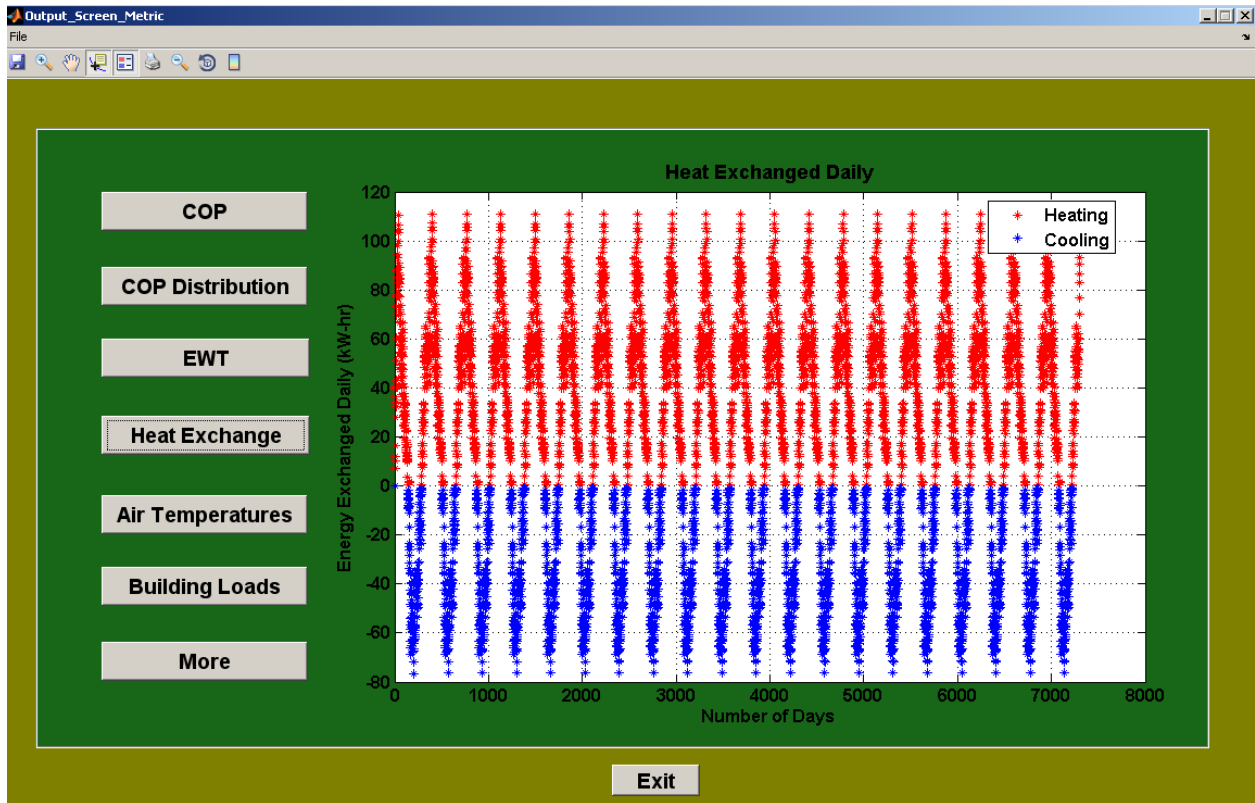 Output_Screen_Metric
File
COP
COP Distribution
EWT
Heat Exchange
Air Temperatures
Building Loads
More
Heat Exchanged Daily
Energy Exchanged Daily (kW-hr)
120
100
80
60
40
20
0
-20
-40
-60
-80
0 1000 2000 3000 4000 5000 6000 7000 8000
Number of Days
Heating
Cooling
Exit